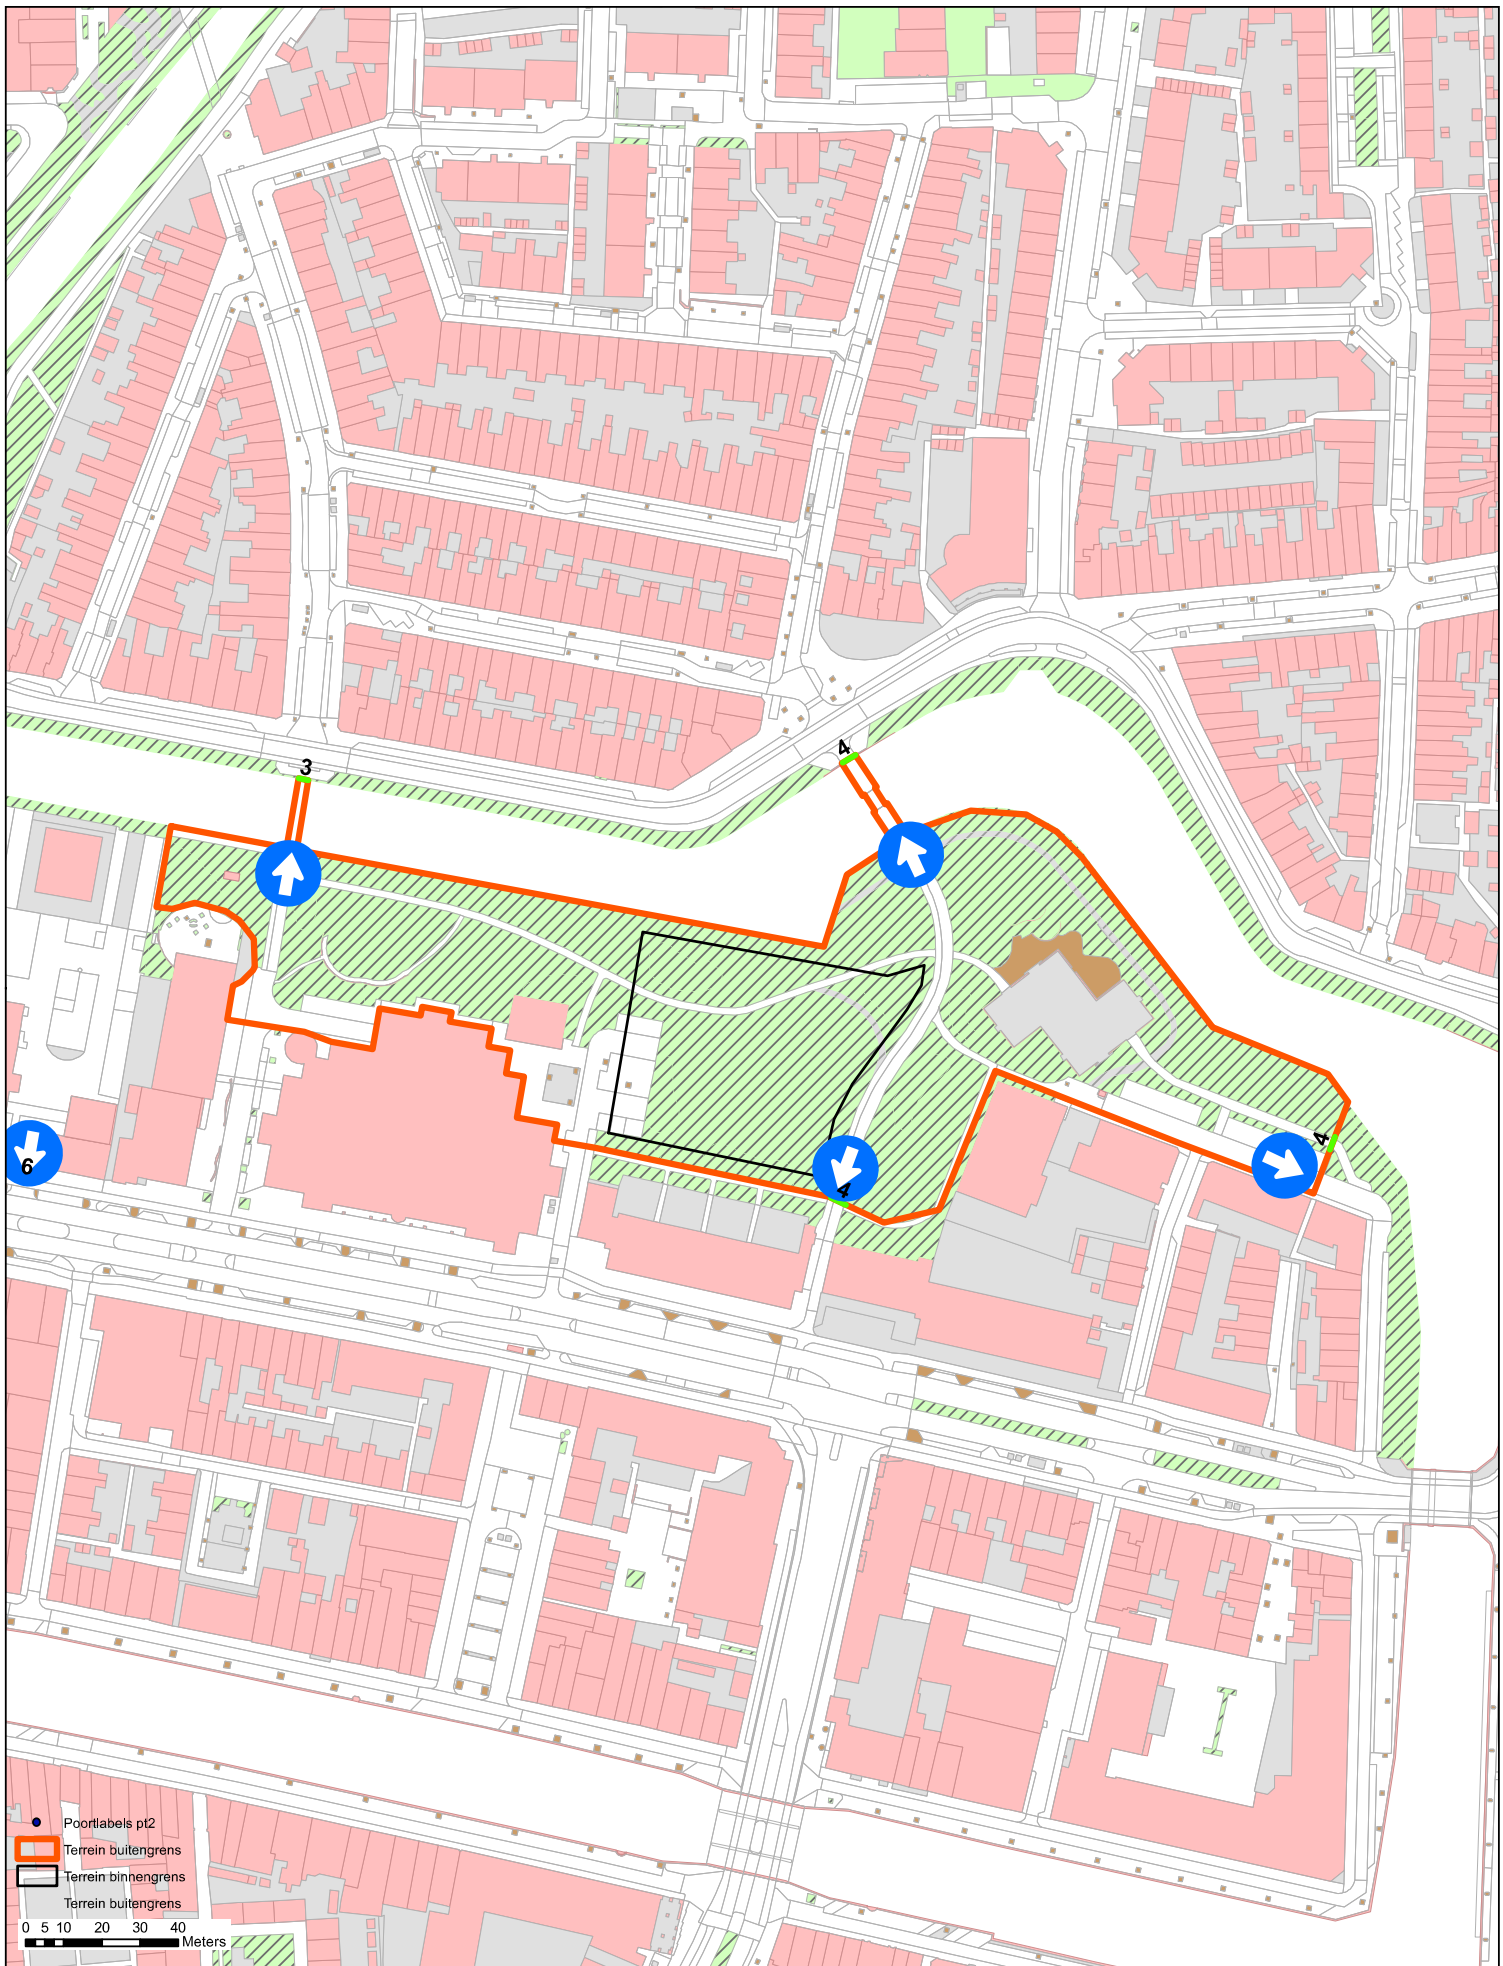 3
4
4
6
4
Poortlabels pt2
Terrein buitengrens
Terrein binnengrens
Terrein buitengrens
0 5 10 20 30 40
Meters